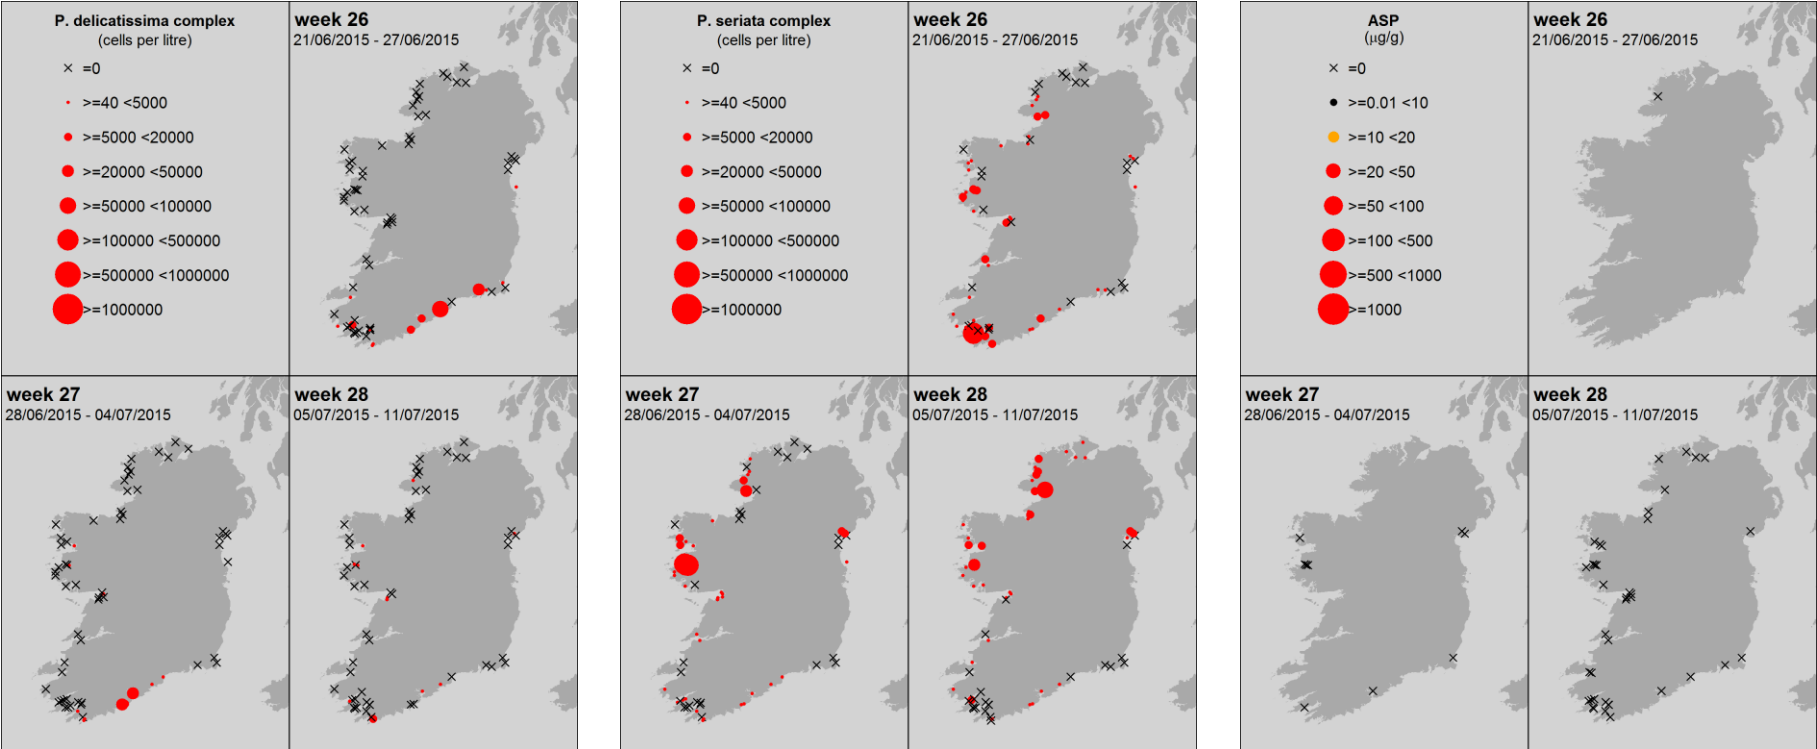 P. delicatissima complex
(cells per litre)
=0
>=40 <5000
>=5000 <20000
>=20000 <50000
>=50000 <100000
>=100000 <500000
>=500000 <1000000
>=1000000
week 26
21/06/2015 - 27/06/2015
week 27
28/06/2015 - 04/07/2015
week 28
05/07/2015 - 11/07/2015
P. seriata complex
(cells per litre)
=0
>=40 <5000
>=5000 <20000
>=20000 <50000
>=50000 <100000
>=100000 <500000
>=500000 <1000000
>=1000000
week 26
21/06/2015 - 27/06/2015
week 27
28/06/2015 - 04/07/2015
week 28
05/07/2015 - 11/07/2015
ASP
(µg/g)
=0
>=0.01 <10
>=10 <20
>=20 <50
>=50 <100
>=100 <500
>=500 <1000
>=1000
week 26
21/06/2015 - 27/06/2015
week 27
28/06/2015 - 04/07/2015
week 28
05/07/2015 - 11/07/2015